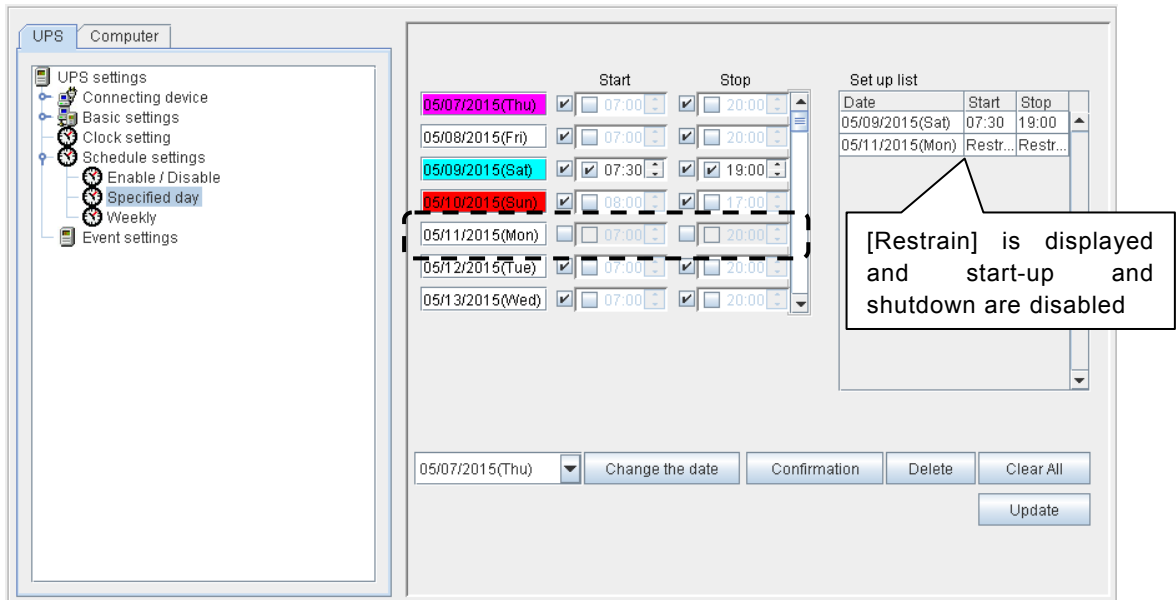 UPS Computer
UPS settings
Connecting device
Basic settings
Clock setting
Schedule settings
Enable / Disable
Specified day
Weekly
Event settings
Start Stop
05/07/2015(Thu) 07:00 20:00
05/08/2015(Fri) 07:00 20:00
05/09/2015(Sat) 07:30 19:00
05/10/2015(Sun) 08:00 17:00
05/11/2015(Mon) 07:00 20:00
05/12/2015(Tue) 07:00 20:00
05/13/2015(Wed) 07:00 20:00
Set up list
Date Start Stop
05/09/2015(Sat) 07:30 19:00
05/11/2015(Mon) Restr... Restr...
[Restrain] is displayed
and start-up and
shutdown are disabled
05/07/2015(Thu) Change the date Confirmation Delete Clear All
Update